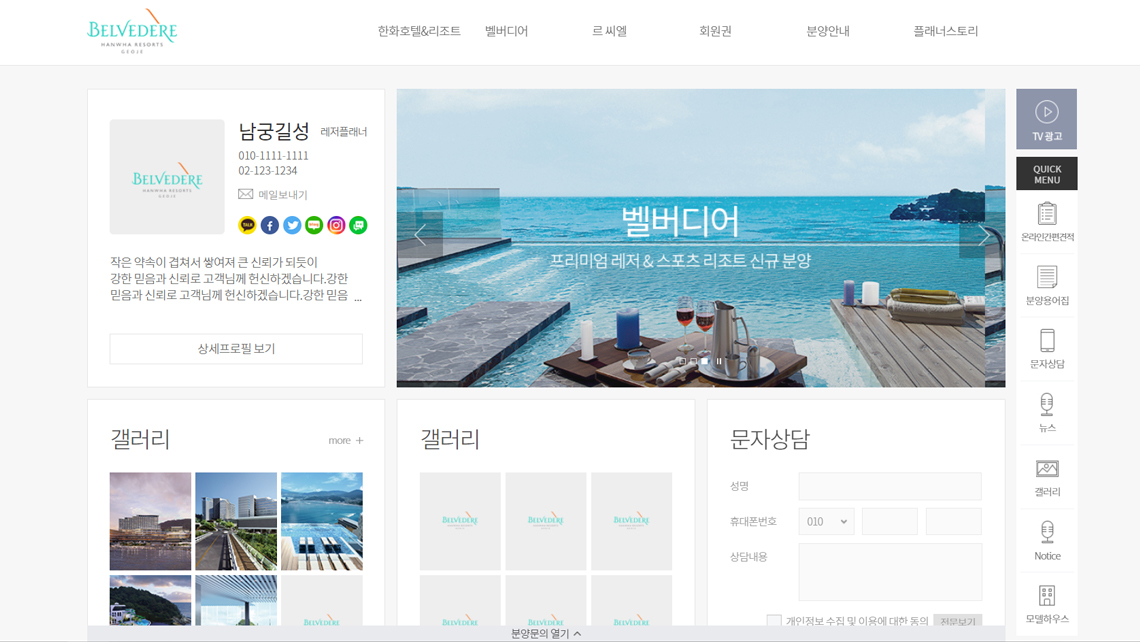 BELVEDERE
HANWHA RESORTS
GEOJE
한화호텔&리조트 벨버디어 르 씨엘 회원권 분양안내 플래너스토리
BELVEDERE
HANWHA RESORTS
GEOJE
남궁길성 레저플래너
010-1111-1111
02-123-1234
메일보내기
TALK
작은 약속이 겹쳐서 쌓여져 큰 신뢰가 되듯이
강한 믿음과 신뢰로 고객님께 헌신하겠습니다.강한
믿음과 신뢰로 고객님께 헌신하겠습니다.강한 믿음 ...
상세프로필 보기
벨버디어
프리미엄 레저 & 스포츠 리조트 신규 분양
TV 광고
QUICK
MENU
온라인간편견적
분양용어집
문자상담
뉴스
갤러리
Notice
모델하우스
갤러리
more +
갤러리
BELVEDERE
BELVEDERE
BELVEDERE
BELVEDERE
BELVEDERE
BELVEDERE
BELVEDERE
문자상담
성명
휴대폰번호 010
상담내용
개인정보 수집 및 이용에 대한 동의 전문보기
분양문의 열기